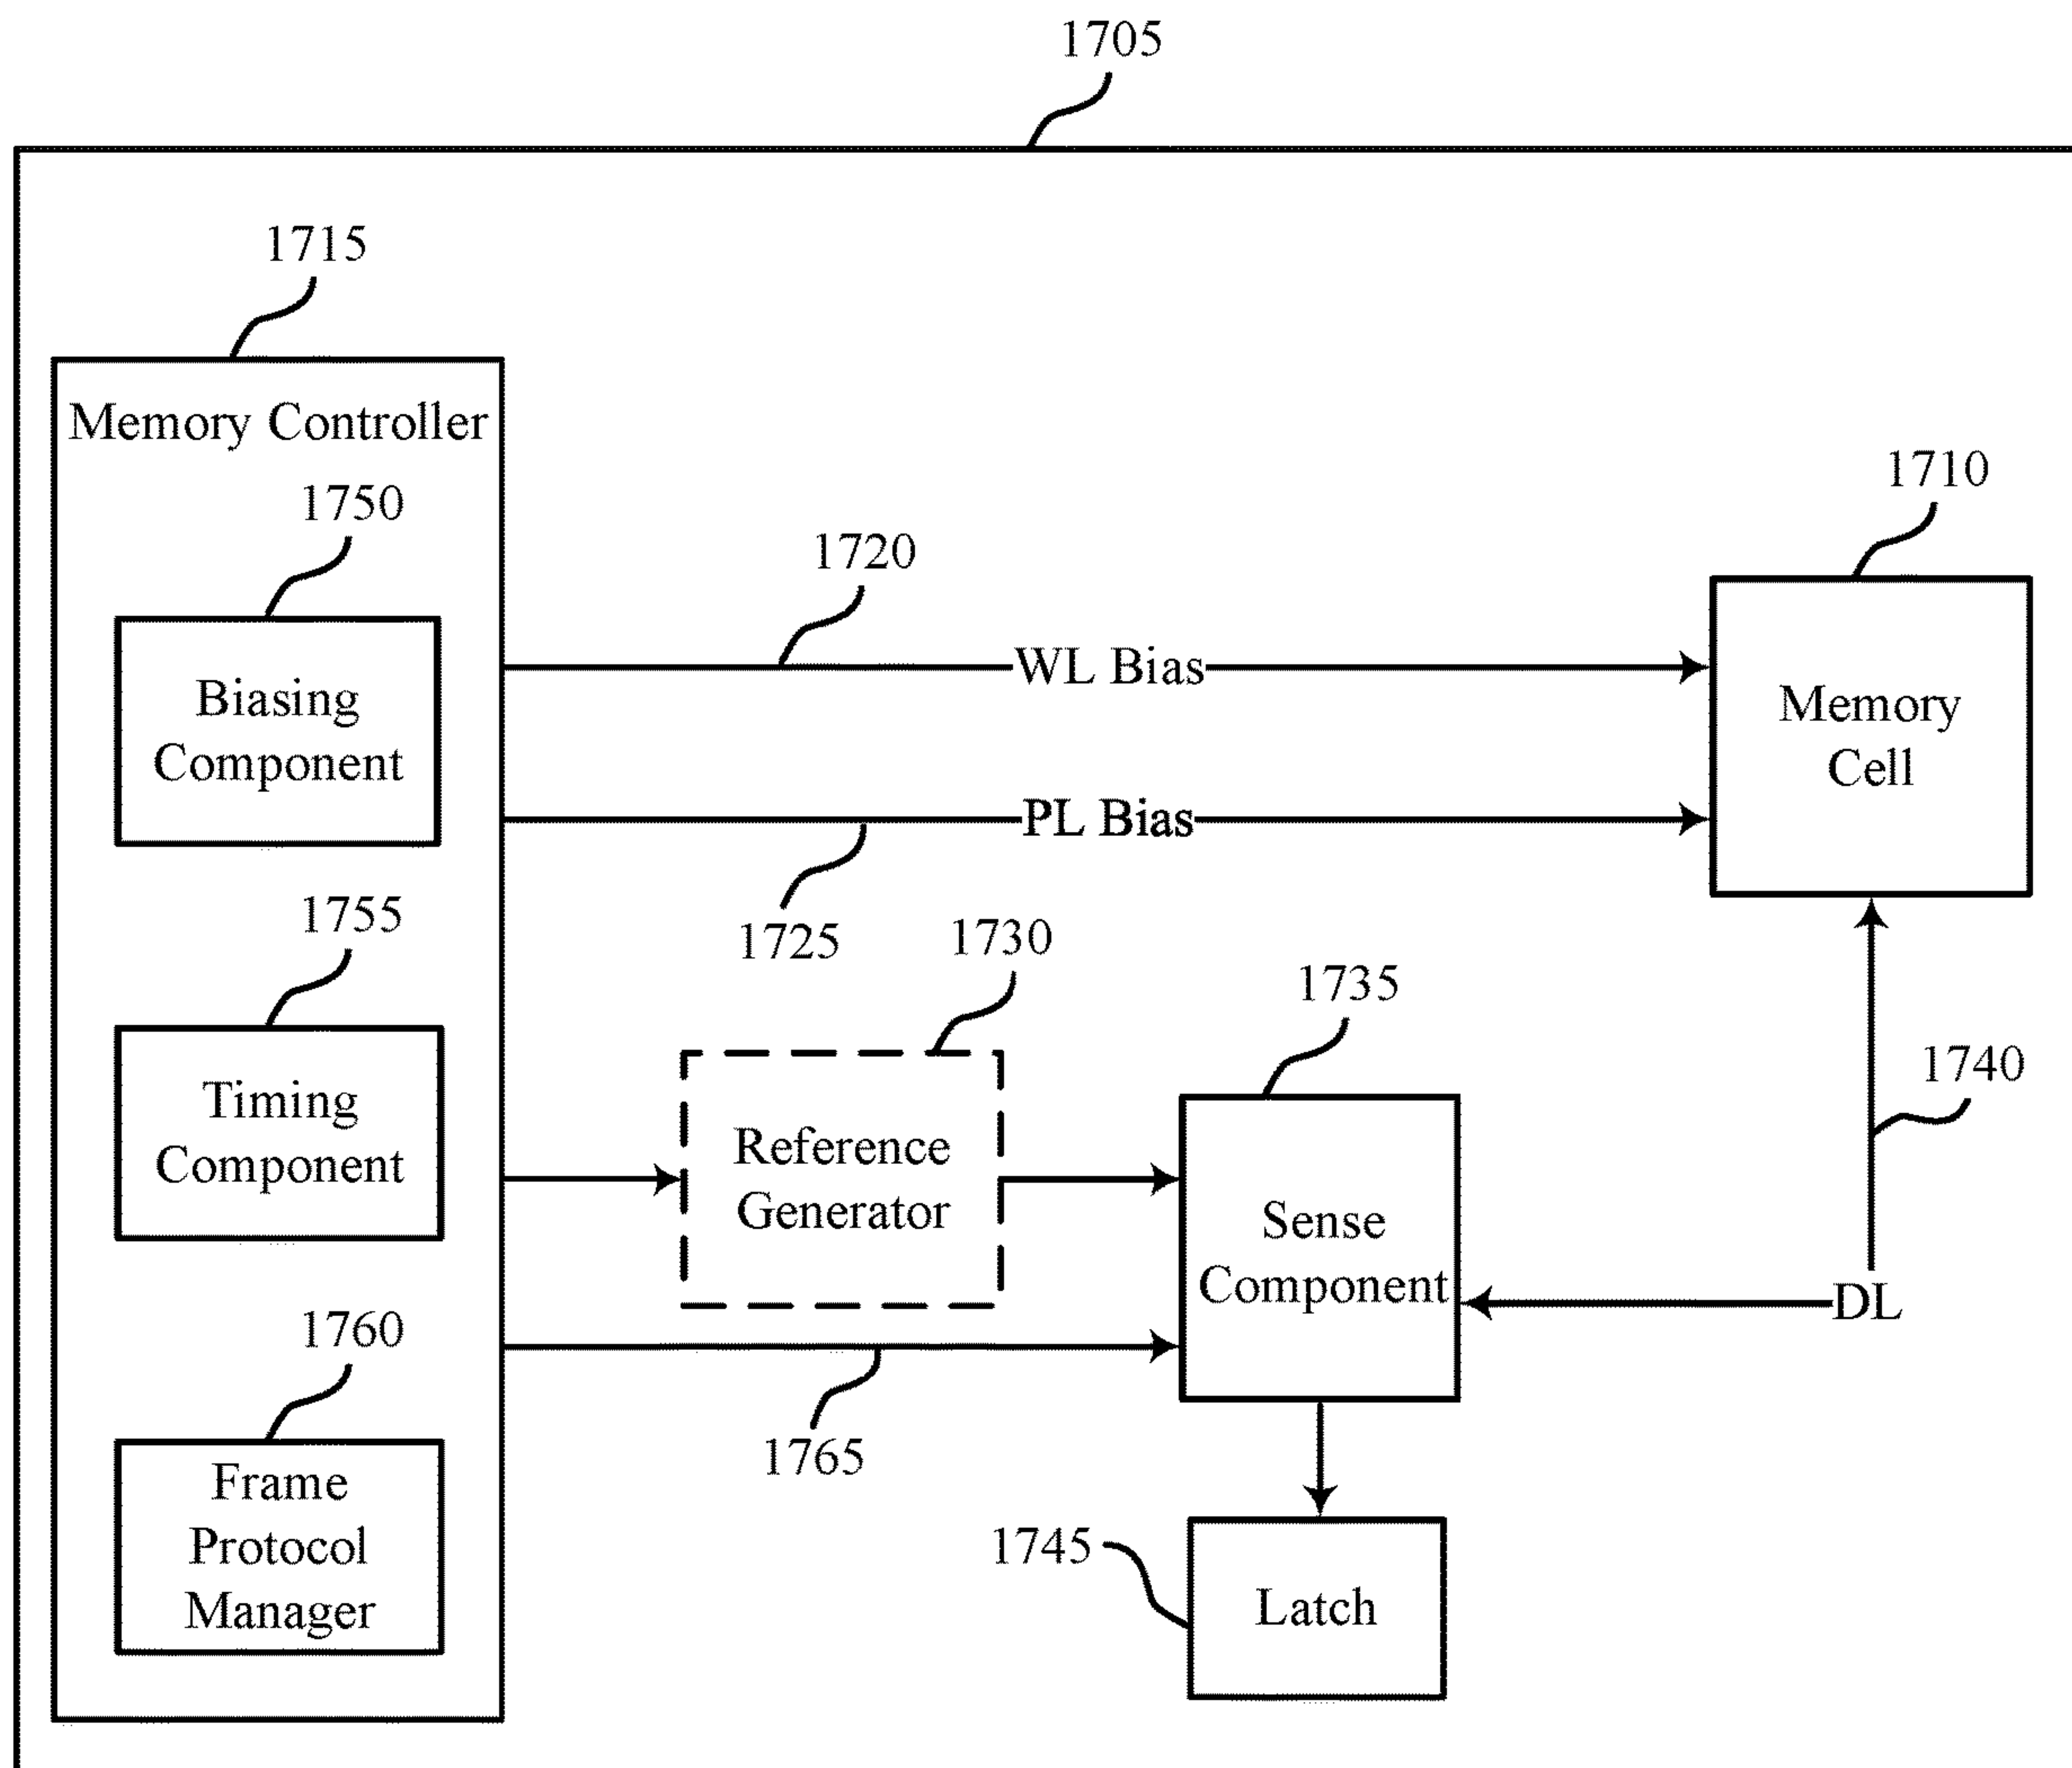 1705
1715
Memory Controller
1750
Biasing
Component
1720
WL Bias
1710
Memory
Cell
PL Bias
1725
1755
Timing
Component
1730
Reference
Generator
1735
Sense
Component
1740
DL
1760
Frame
Protocol
Manager
1765
1745
Latch